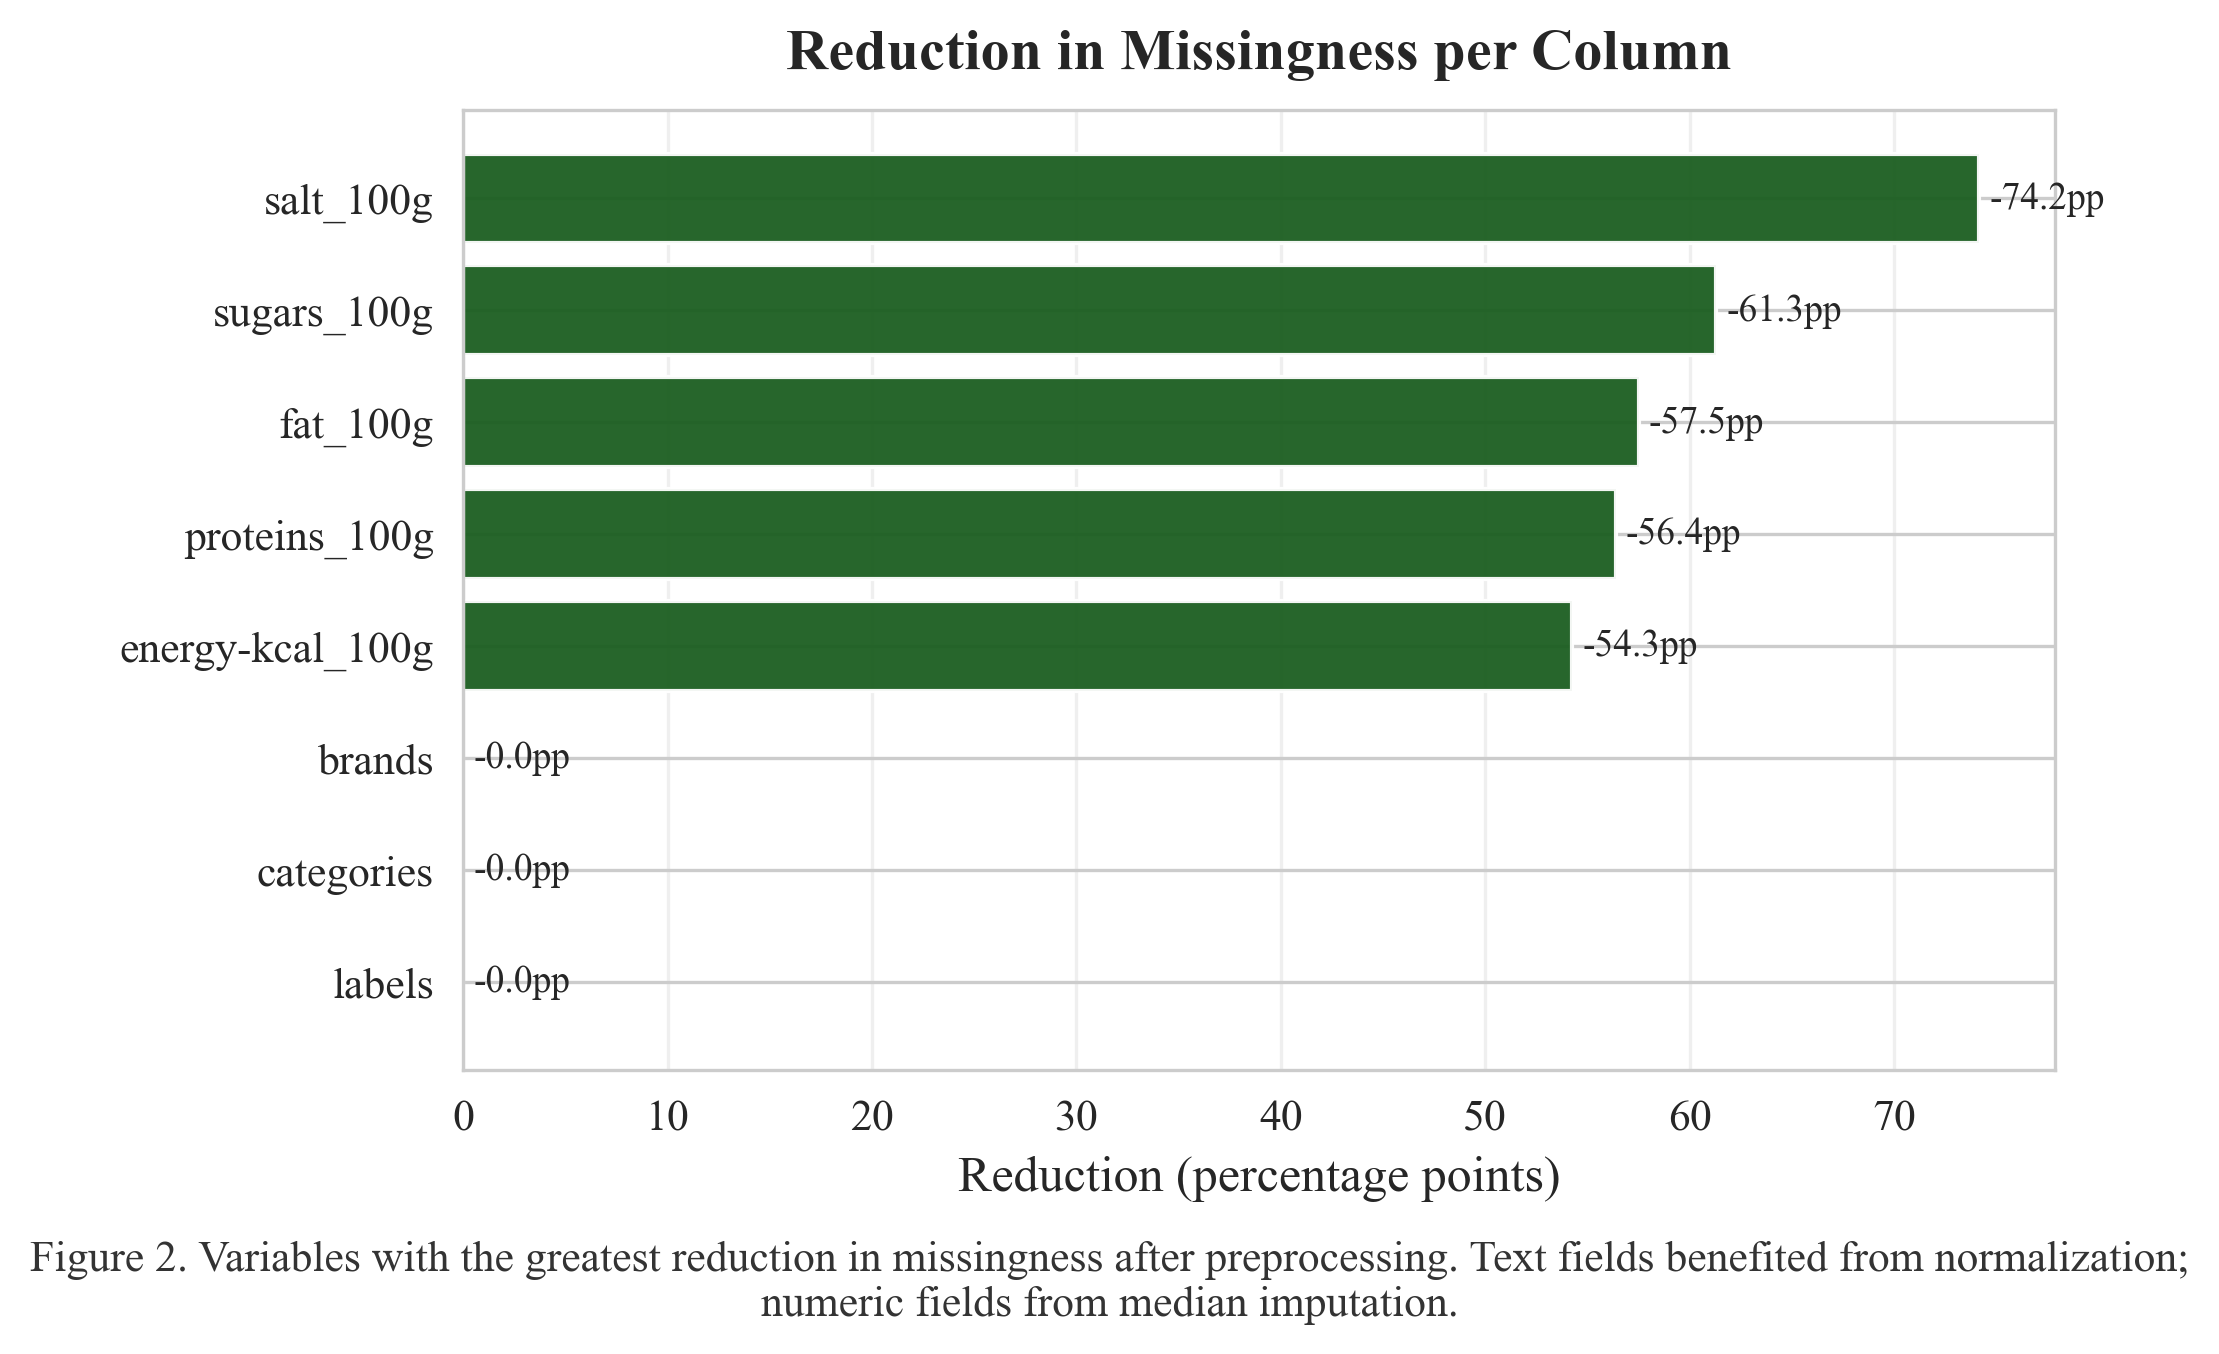 Reduction in Missingness per Column
salt_100g
-74.2pp
sugars_100g
-61.3pp
fat_100g
-57.5pp
proteins_100g
-56.4pp
energy-kcal_100g
-54.3pp
brands
-0.0pp
categories
-0.0pp
labels
-0.0pp
0 10 20 30 40 50 60 70
Reduction (percentage points)
Figure 2. Variables with the greatest reduction in missingness after preprocessing. Text fields benefited from normalization;
numeric fields from median imputation.